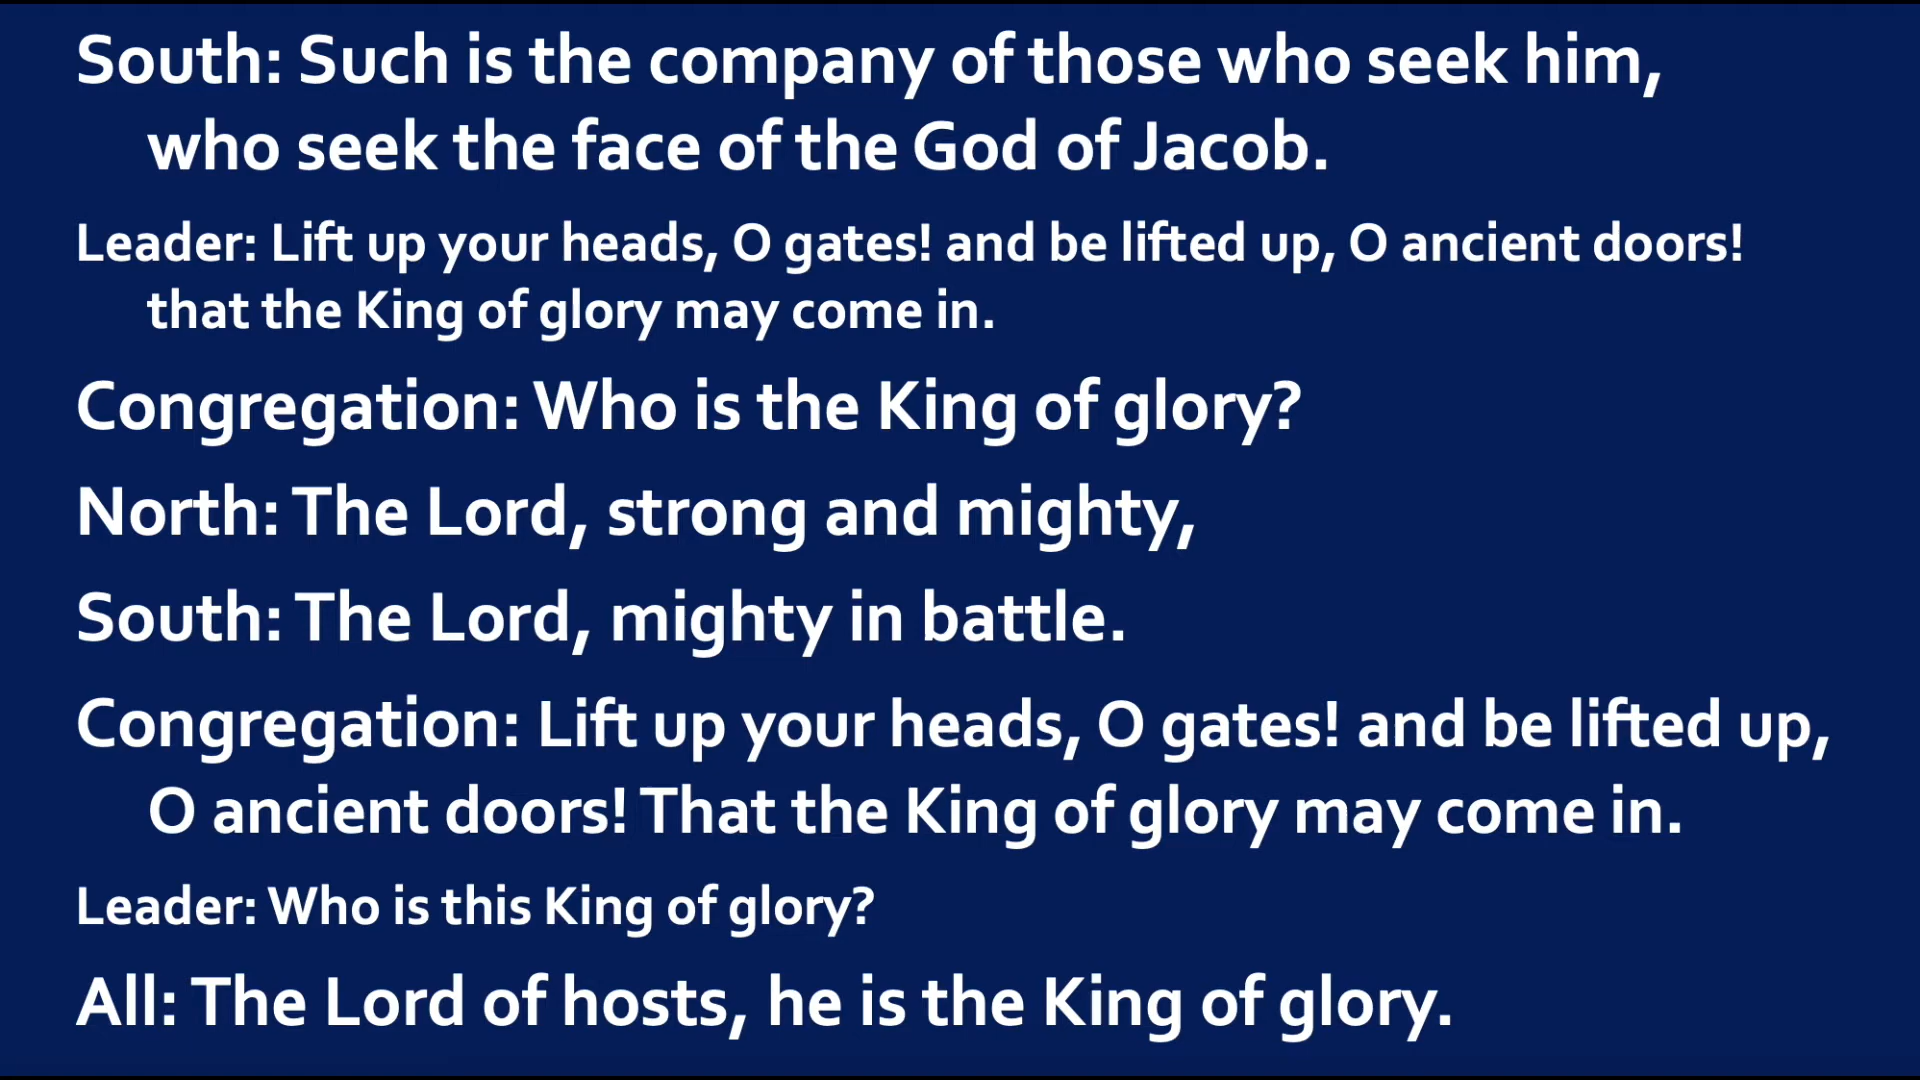 South: Such is the company of those who seek him,
who seek the face of the God of Jacob.
Leader: Lift up your heads, O gates! and be lifted up, O ancient doors!
that the King of glory may come in.
Congregation: Who is the King of glory?
North: The Lord, strong and mighty,
South: The Lord, mighty in battle.
Congregation: Lift up your heads, O gates! and be lifted up,
O ancient doors! That the King of glory may come in.
Leader: Who is this King of glory?
All: The Lord of hosts, he is the King of glory.